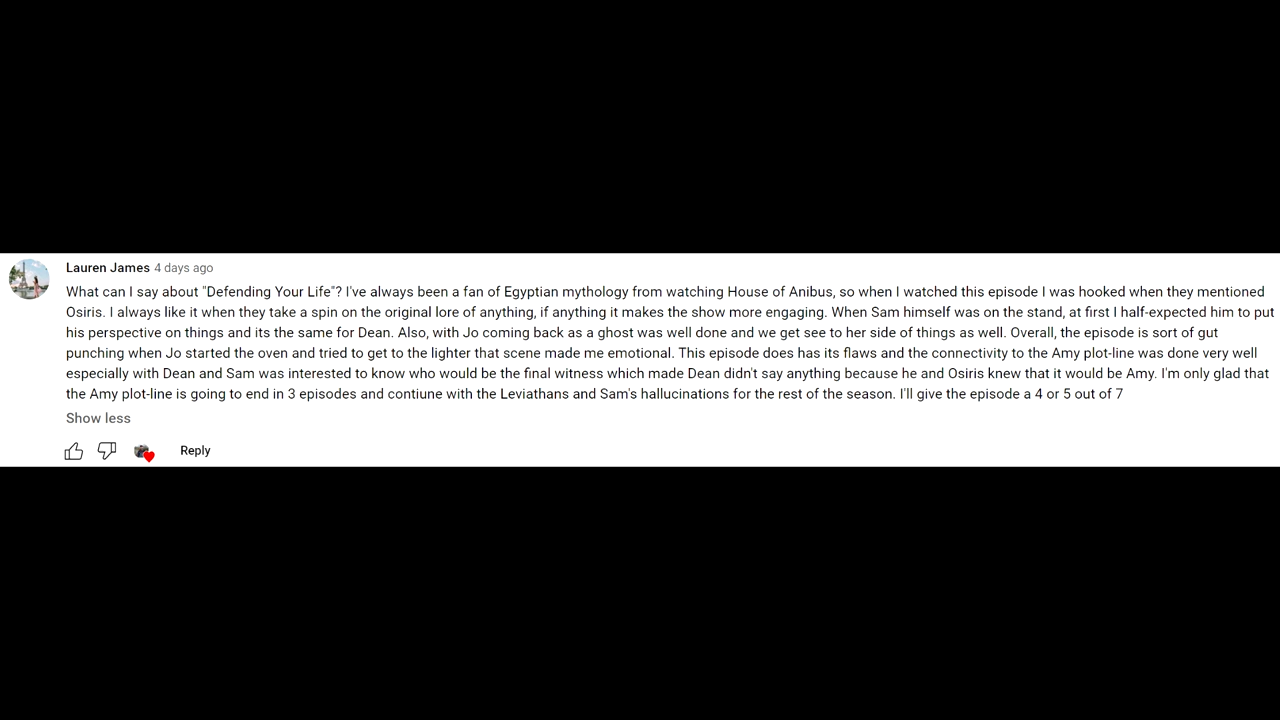 Lauren James 4 days ago
What can I say about "Defending Your Life"? I've always been a fan of Egyptian mythology from watching House of Anibus, so when I watched this episode I was hooked when they mentioned
Osiris. I always like it when they take a spin on the original lore of anything, if anything it makes the show more engaging. When Sam himself was on the stand, at first I half-expected him to put
his perspective on things and its the same for Dean. Also, with Jo coming back as a ghost was well done and we get see to her side of things as well. Overall, the episode is sort of gut
punching when Jo started the oven and tried to get to the lighter that scene made me emotional. This episode does has its flaws and the connectivity to the Amy plot-line was done very well
especially with Dean and Sam was interested to know who would be the final witness which made Dean didn't say anything because he and Osiris knew that it would be Amy. I'm only glad that
the Amy plot-line is going to end in 3 episodes and contiune with the Leviathans and Sam's hallucinations for the rest of the season. I'll give the episode a 4 or 5 out of 7
Show less
Reply